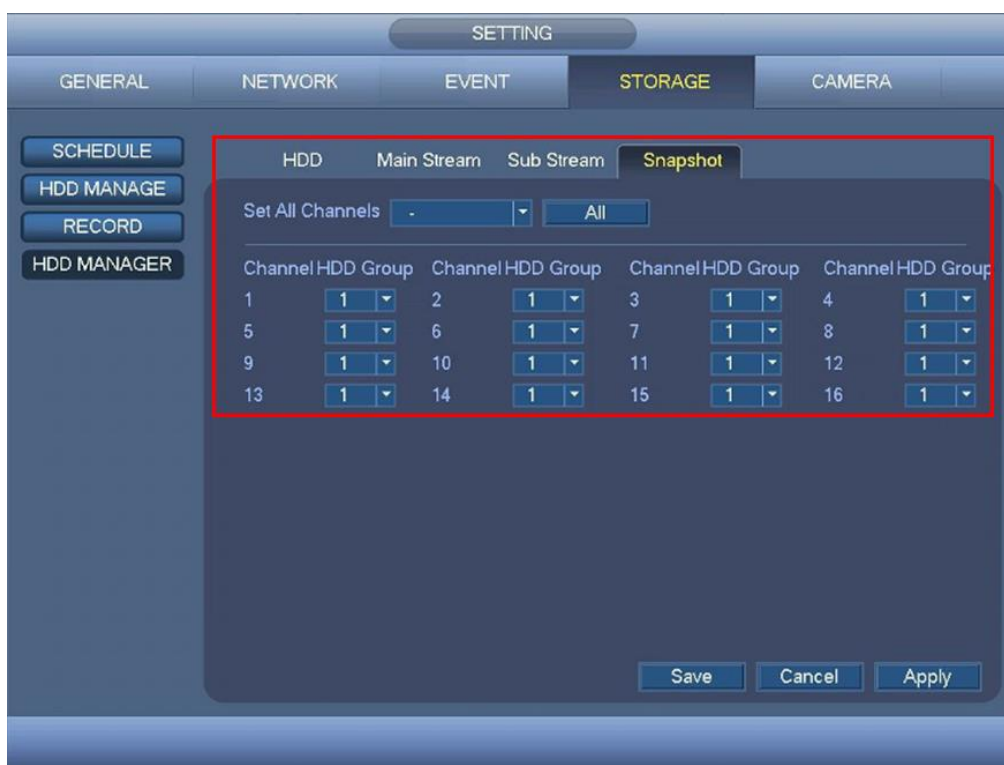 SETTING
GENERAL NETWORK EVENT STORAGE CAMERA
SCHEDULE
HDD MANAGE
RECORD
HDD MANAGER
HDD Main Stream Sub Stream Snapshot
Set All Channels - All
Channel HDD Group Channel HDD Group Channel HDD Group Channel HDD Group
1 1 2 1 3 1 4 1
5 1 6 1 7 1 8 1
9 1 10 1 11 1 12 1
13 1 14 1 15 1 16 1
Save Cancel Apply